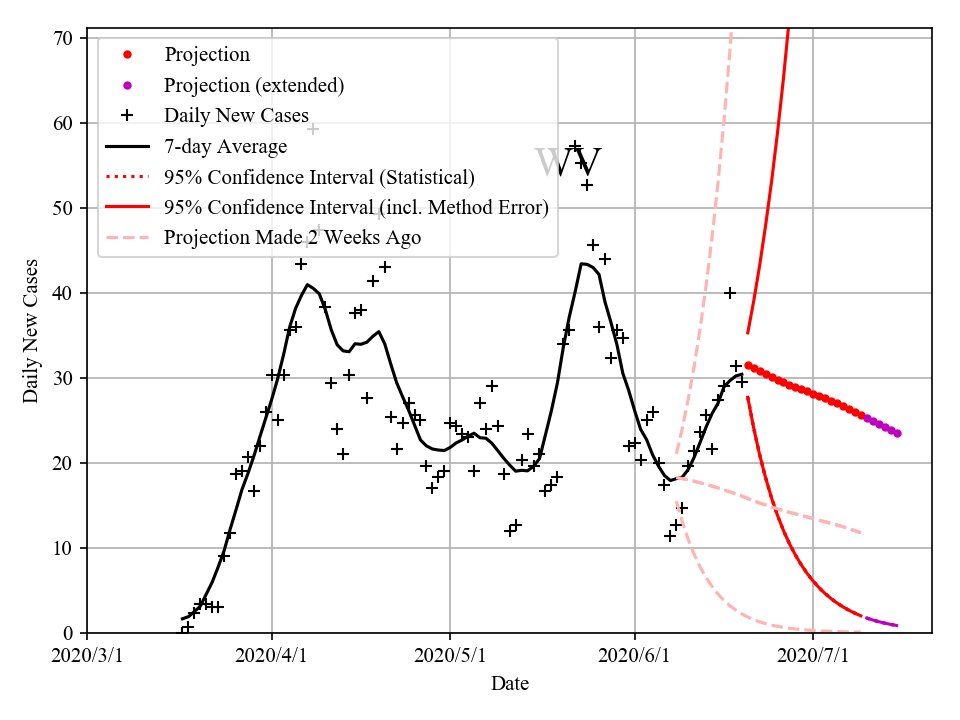 WV
70
60
50
40
30
20
10
0
Daily New Cases
Projection
Projection (extended)
Daily New Cases
7-day Average
95% Confidence Interval (Statistical)
95% Confidence Interval (incl. Method Error)
Projection Made 2 Weeks Ago
2020/3/1 2020/4/1 2020/5/1 2020/6/1 2020/7/1
Date